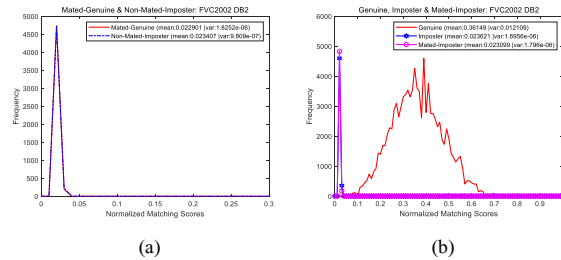 Mated-Genuine & Non-Mated-Imposter: FVC2002 DB2
Mated-Genuine (mean:0.022901 |var:1.8252e-06)
Non-Mated-Imposter (mean:0.023407 |var:9.809e-07)
Frequency
5000
4500
4000
3500
3000
2500
2000
1500
1000
500
0
0 0.05 0.1 0.15 0.2 0.25 0.3
Normalized Matching Scores
(a)
Genuine, Imposter & Mated-Imposter: FVC2002 DB2
Genuine (mean:0.36149 |var:0.012109)
Imposter (mean:0.023621 |var:1.6956e-06)
Mated-Imposter (mean:0.023099 |var:1.796e-06)
Frequency
6000
5000
4000
3000
2000
1000
0
0 0.1 0.2 0.3 0.4 0.5 0.6 0.7 0.8 0.9
Normalized Matching Scores
(b)